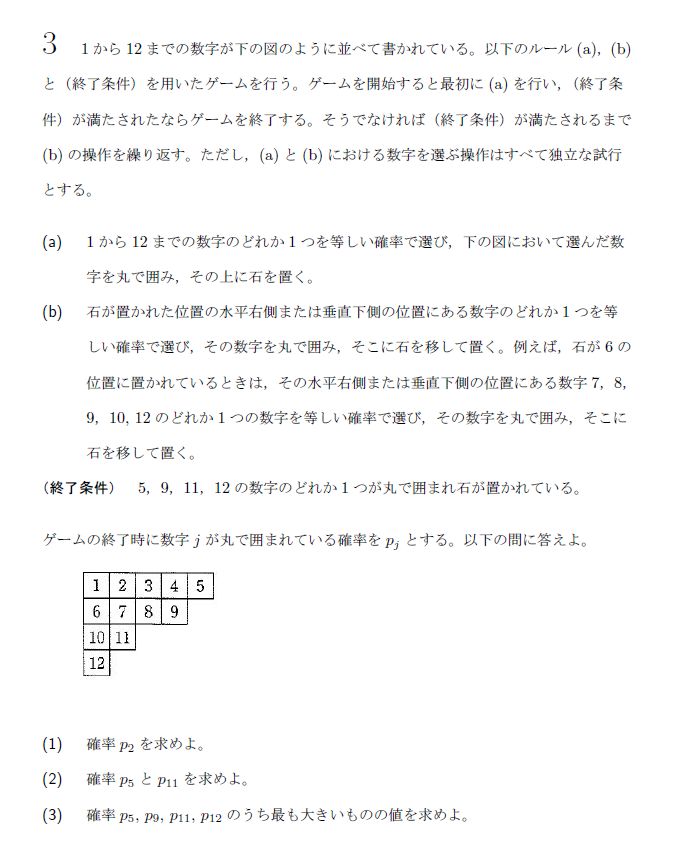 3 1から12までの数字が下の図のように並べて書かれている。以下のルール (a), (b)
と（終了条件）を用いたゲームを行う。ゲームを開始すると最初に (a) を行い,（終了条
件）が満たされたならゲームを終了する。そうでなければ（終了条件）が満たされるまで
(b) の操作を繰り返す。ただし, (a) と (b) における数字を選ぶ操作はすべて独立な試行
とする。
(a) 1から12までの数字のどれか1つを等しい確率で選び, 下の図において選んだ数
字を丸で囲み, その上に石を置く。
(b) 石が置かれた位置の水平右側または垂直下側の位置にある数字のどれか1つを等
しい確率で選び, その数字を丸で囲み, そこに石を移して置く。例えば, 石が6の
位置に置かれているときは, その水平右側または垂直下側の位置にある数字7, 8,
9, 10, 12のどれか1つの数字を等しい確率で選び, その数字を丸で囲み, そこに
石を移して置く。
（終了条件） 5, 9, 11, 12の数字のどれか1つが丸で囲まれ石が置かれている。
ゲームの終了時に数字 j が丸で囲まれている確率を p_j とする。以下の問に答えよ。
1 2 3 4 5
6 7 8 9
10 11
12
(1) 確率 p_2 を求めよ。
(2) 確率 p_5 と p_11 を求めよ。
(3) 確率 p_5, p_9, p_11, p_12 のうち最も大きいものの値を求めよ。